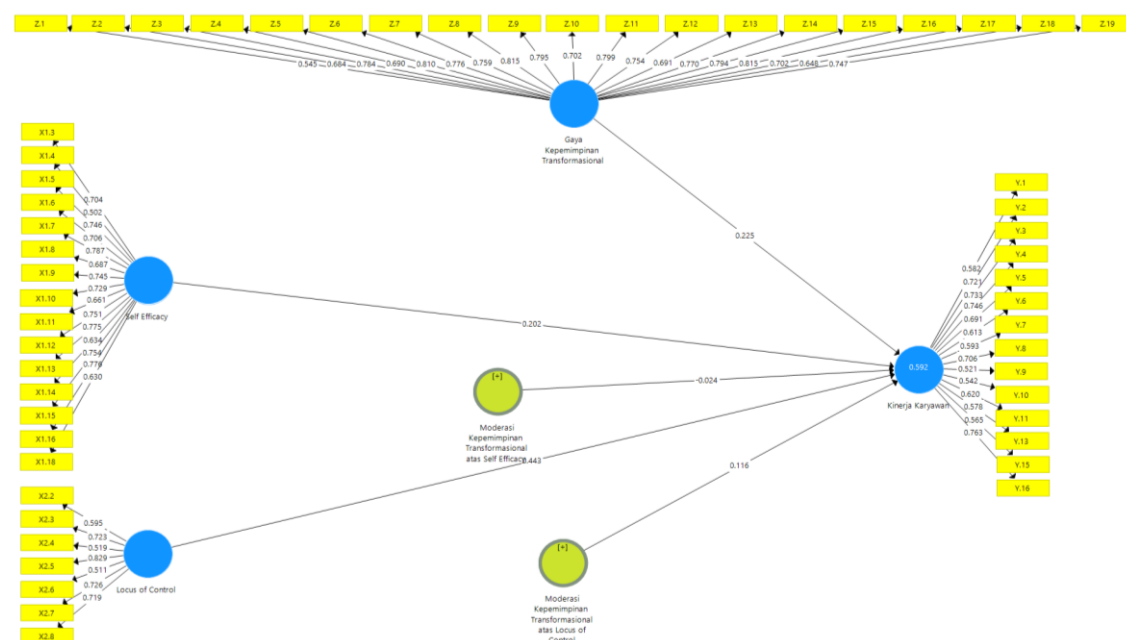 Z.1 Z.2 Z.3 Z.4 Z.5 Z.6 Z.7 Z.8 Z.9 Z.10 Z.11 Z.12 Z.13 Z.14 Z.15 Z.16 Z.17 Z.18 Z.19
0.545 0.684 0.784 0.690 0.810 0.776 0.759 0.815 0.795 0.702 0.799 0.754 0.691 0.770 0.794 0.815 0.702 0.648 0.747
Gaya
Kepemimpinan
Transformasional
X1.3
X1.4
X1.5
X1.6
X1.7
X1.8
X1.9
X1.10
X1.11
X1.12
X1.13
X1.14
X1.15
X1.16
X1.18
0.704
0.502
0.746
0.706
0.787
0.687
0.745
0.729
0.661
0.751
0.775
0.634
0.754
0.776
0.630
Self Efficacy
0.225
0.202
-0.024
0.443
0.116
[+]
Moderasi
Kepemimpinan
Transformasional
atas Self Efficacy
0.592
Kinerja Karyawan
Y.1
Y.2
Y.3
Y.4
Y.5
Y.6
Y.7
Y.8
Y.9
Y.10
Y.11
Y.13
Y.15
Y.16
0.582
0.721
0.733
0.746
0.691
0.613
0.593
0.706
0.521
0.542
0.620
0.578
0.565
0.763
X2.2
X2.3
X2.4
X2.5
X2.6
X2.7
X2.8
0.595
0.723
0.519
0.829
0.511
0.726
0.719
Locus of Control
[+]
Moderasi
Kepemimpinan
Transformasional
atas Locus of
Control